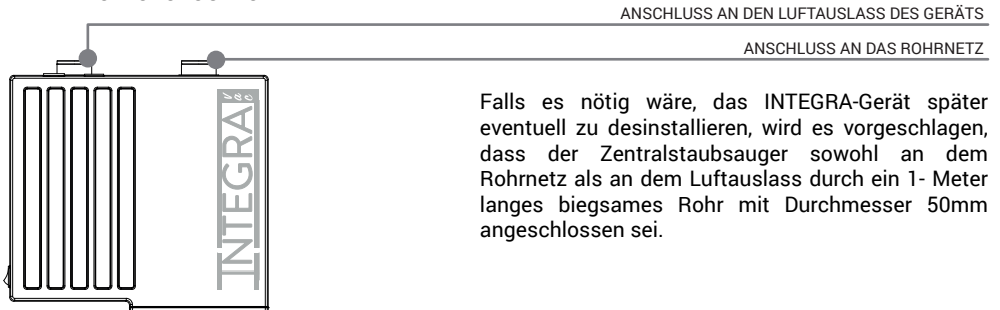 ANSCHLUSS AN DEN LUFTAUSLASS DES GERÄTS
ANSCHLUSS AN DAS ROHRNETZ
INTEGRA
vac
Falls es nötig wäre, das INTEGRA-Gerät später
eventuell zu desinstallieren, wird es vorgeschlagen,
dass der Zentralstaubsauger sowohl an dem
Rohrnetz als an dem Luftauslass durch ein 1- Meter
langes biegsames Rohr mit Durchmesser 50mm
angeschlossen sei.